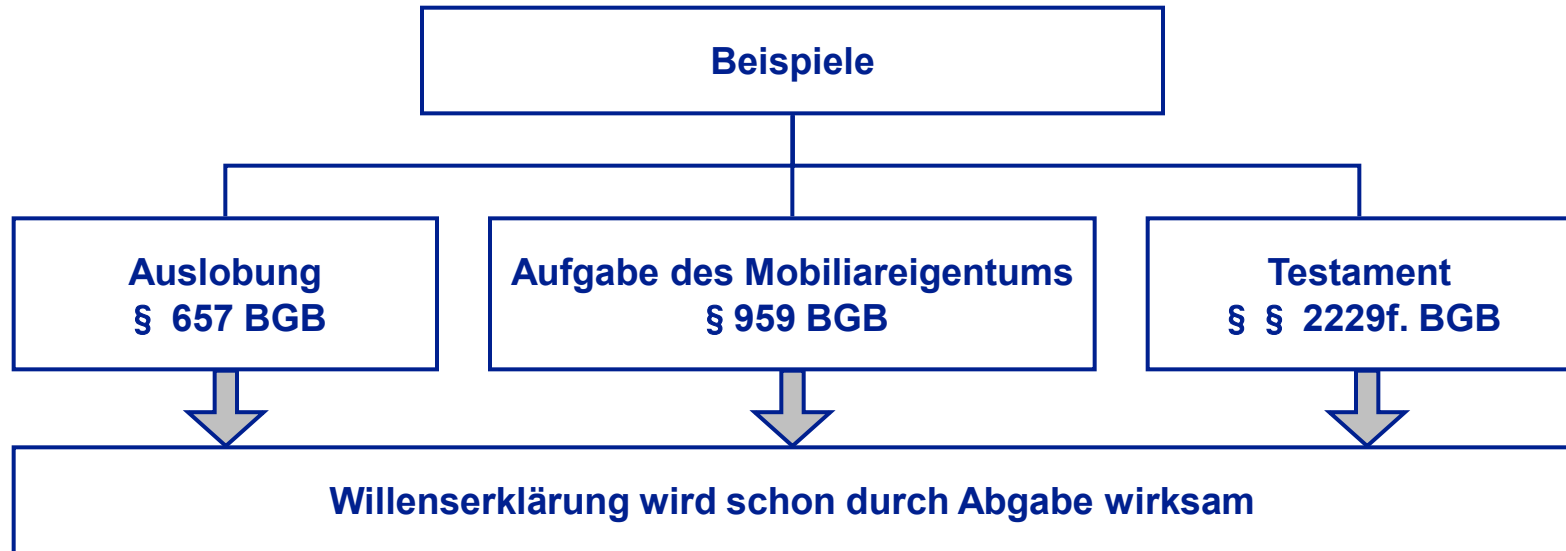 Beispiele
Auslobung
§ 657 BGB
Aufgabe des Mobiliareigentums
§ 959 BGB
Testament
§ § 2229f. BGB
Willenserklärung wird schon durch Abgabe wirksam